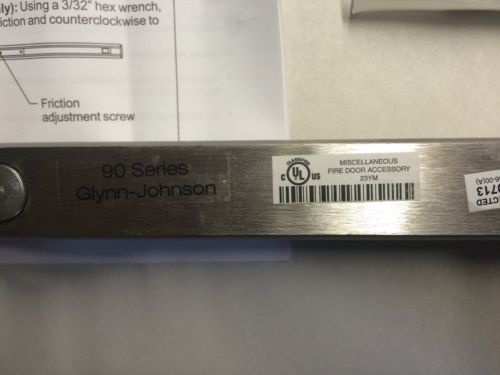 ly): Using a 3/32" hex wrench,
iction and counterclockwise to
Friction
adjustment screw
90 Series
Glynn-Johnson
CLASSIFIED
C UL US
MISCELLANEOUS
FIRE DOOR ACCESSORY
23YM
CTED
0713